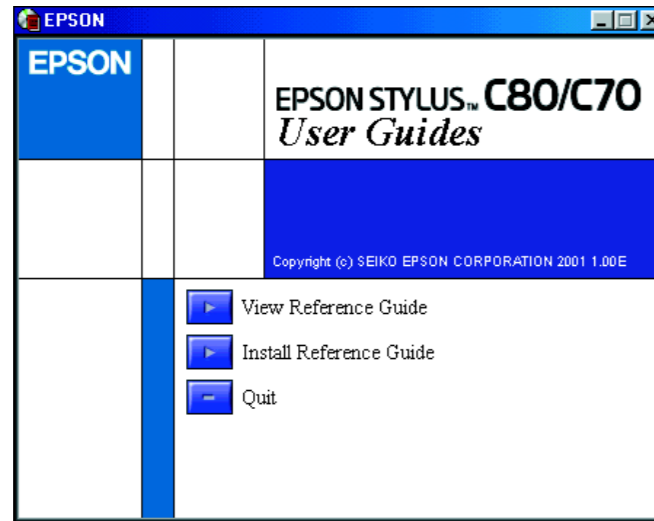 EPSON
EPSON
EPSON STYLUS™ C80/C70
User Guides
Copyright (c) SEIKO EPSON CORPORATION 2001 1.00E
View Reference Guide
Install Reference Guide
Quit